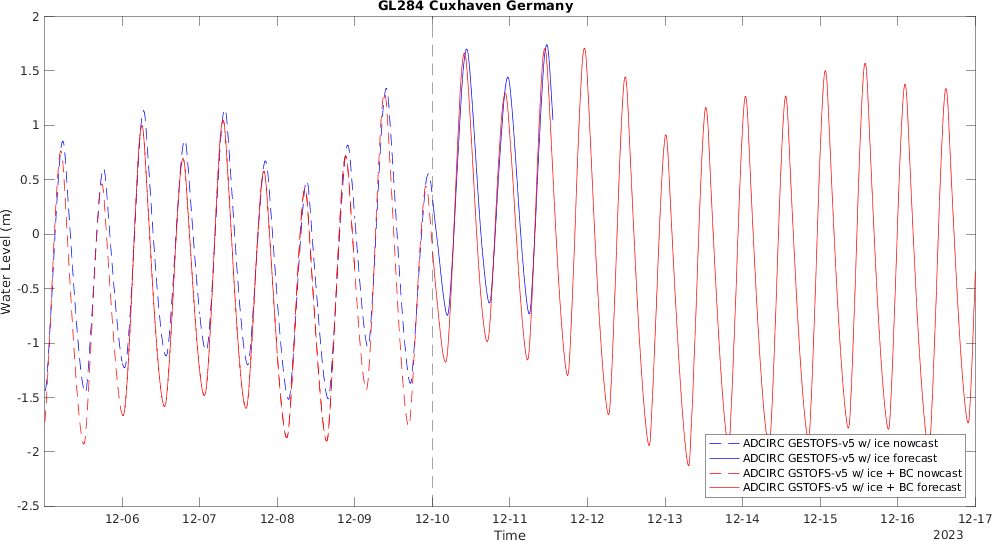 GL284 Cuxhaven Germany
2
1.5
1
0.5
0
-0.5
-1
-1.5
-2
-2.5
Water Level (m)
ADCIRC GESTOFS-v5 w/ ice nowcast
ADCIRC GESTOFS-v5 w/ ice forecast
ADCIRC GSTOFS-v5 w/ ice + BC nowcast
ADCIRC GSTOFS-v5 w/ ice + BC forecast
12-06 12-07 12-08 12-09 12-10 12-11 12-12 12-13 12-14 12-15 12-16 12-17
Time
2023